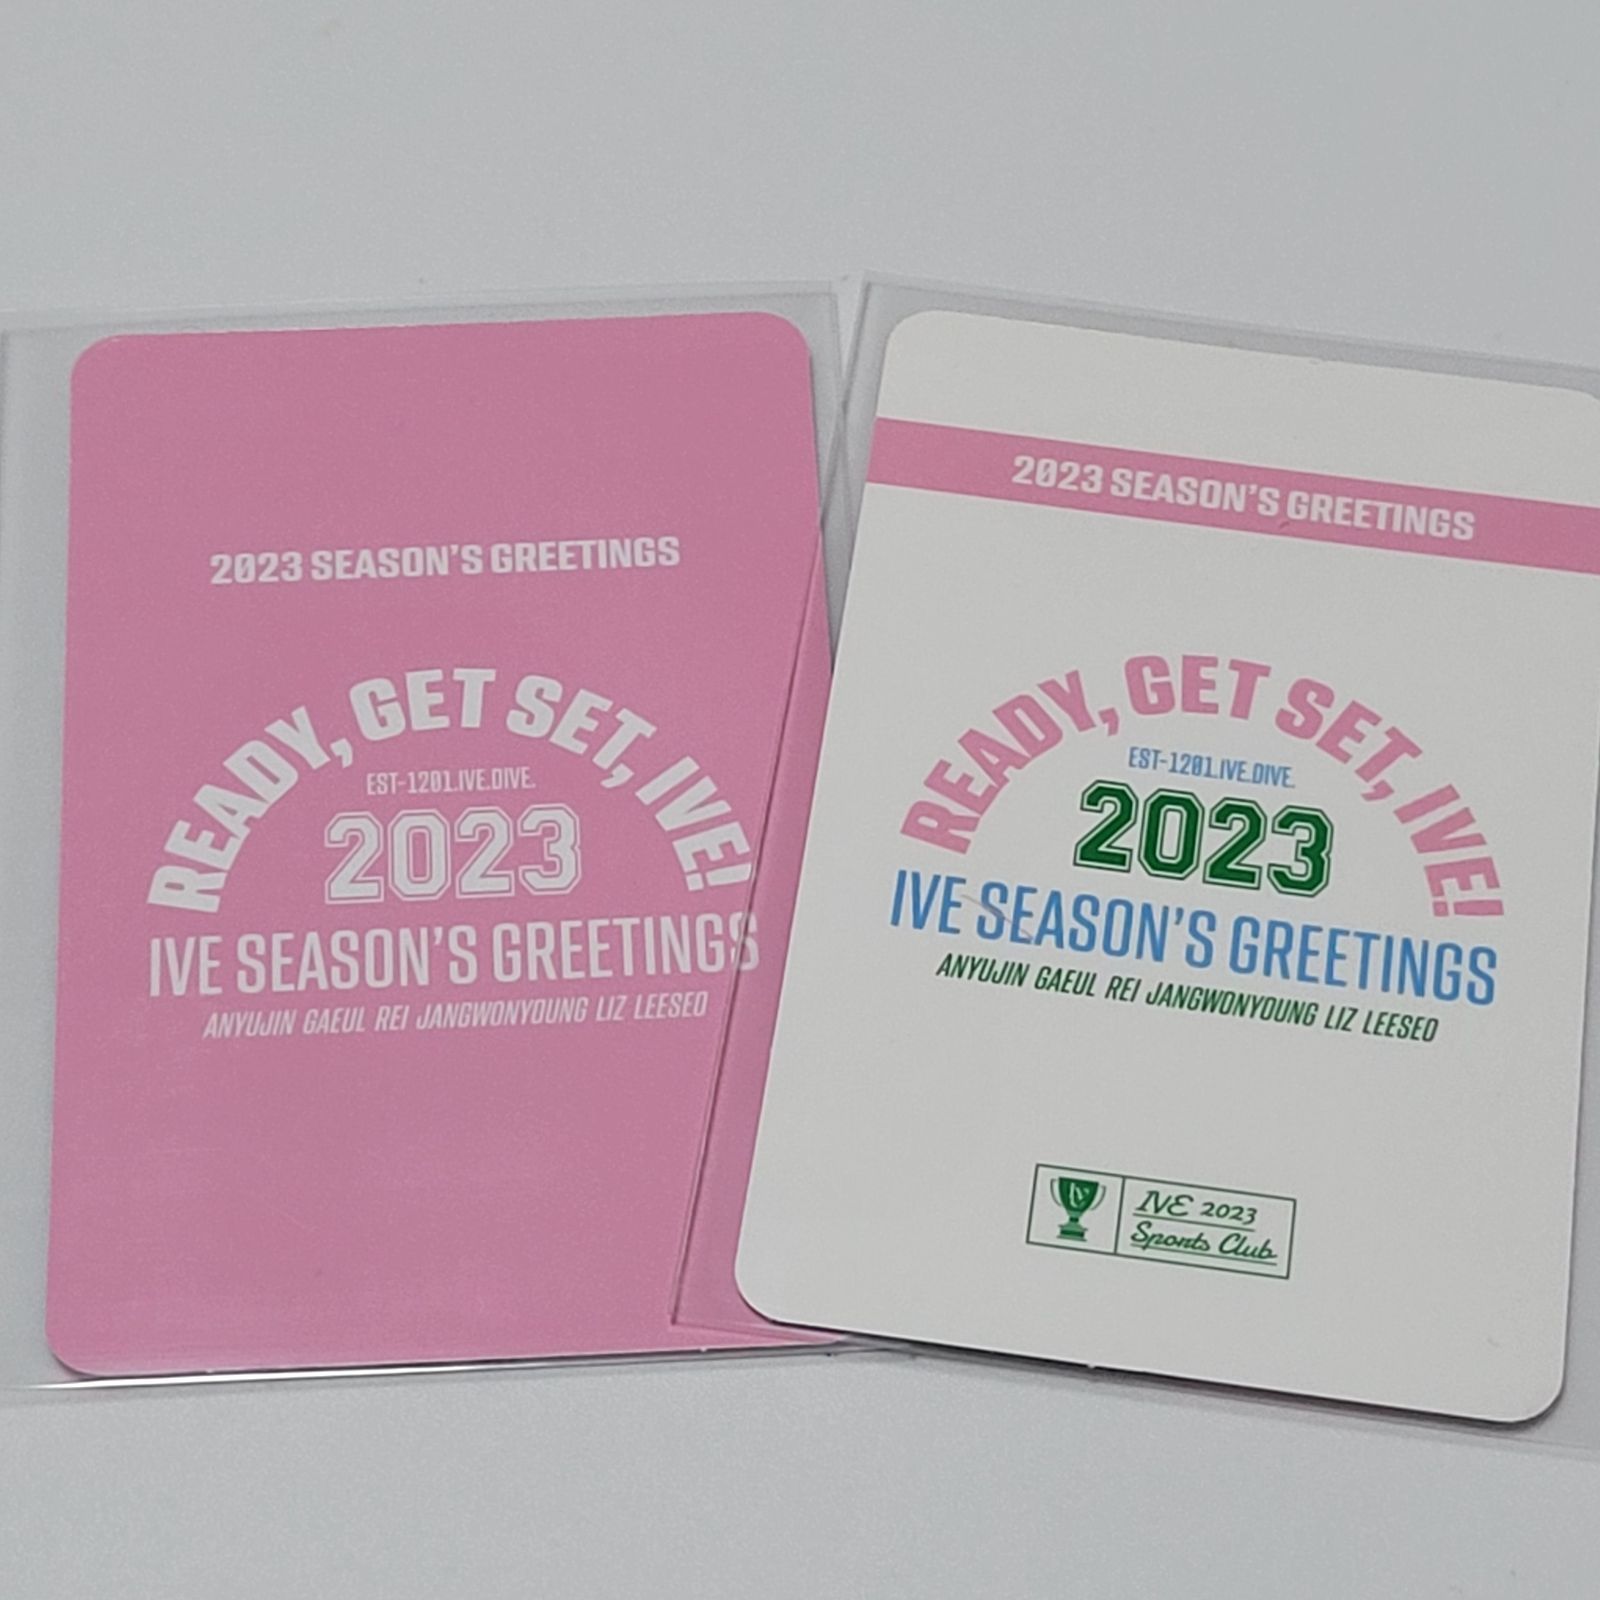 2023 SEASON'S GREETINGS
READY, GET SET, IVE!
EST-1201.IVE.DIVE.
2023
IVE SEASON'S GREETINGS
ANYUJIN GAEUL REI JANGWONYOUNG LIZ LEESEO
2023 SEASON'S GREETINGS
READY, GET SET, IVE!
EST-1201.IVE.DIVE.
2023
IVE SEASON'S GREETINGS
ANYUJIN GAEUL REI JANGWONYOUNG LIZ LEESEO
IV
IVE 2023
Sports Club